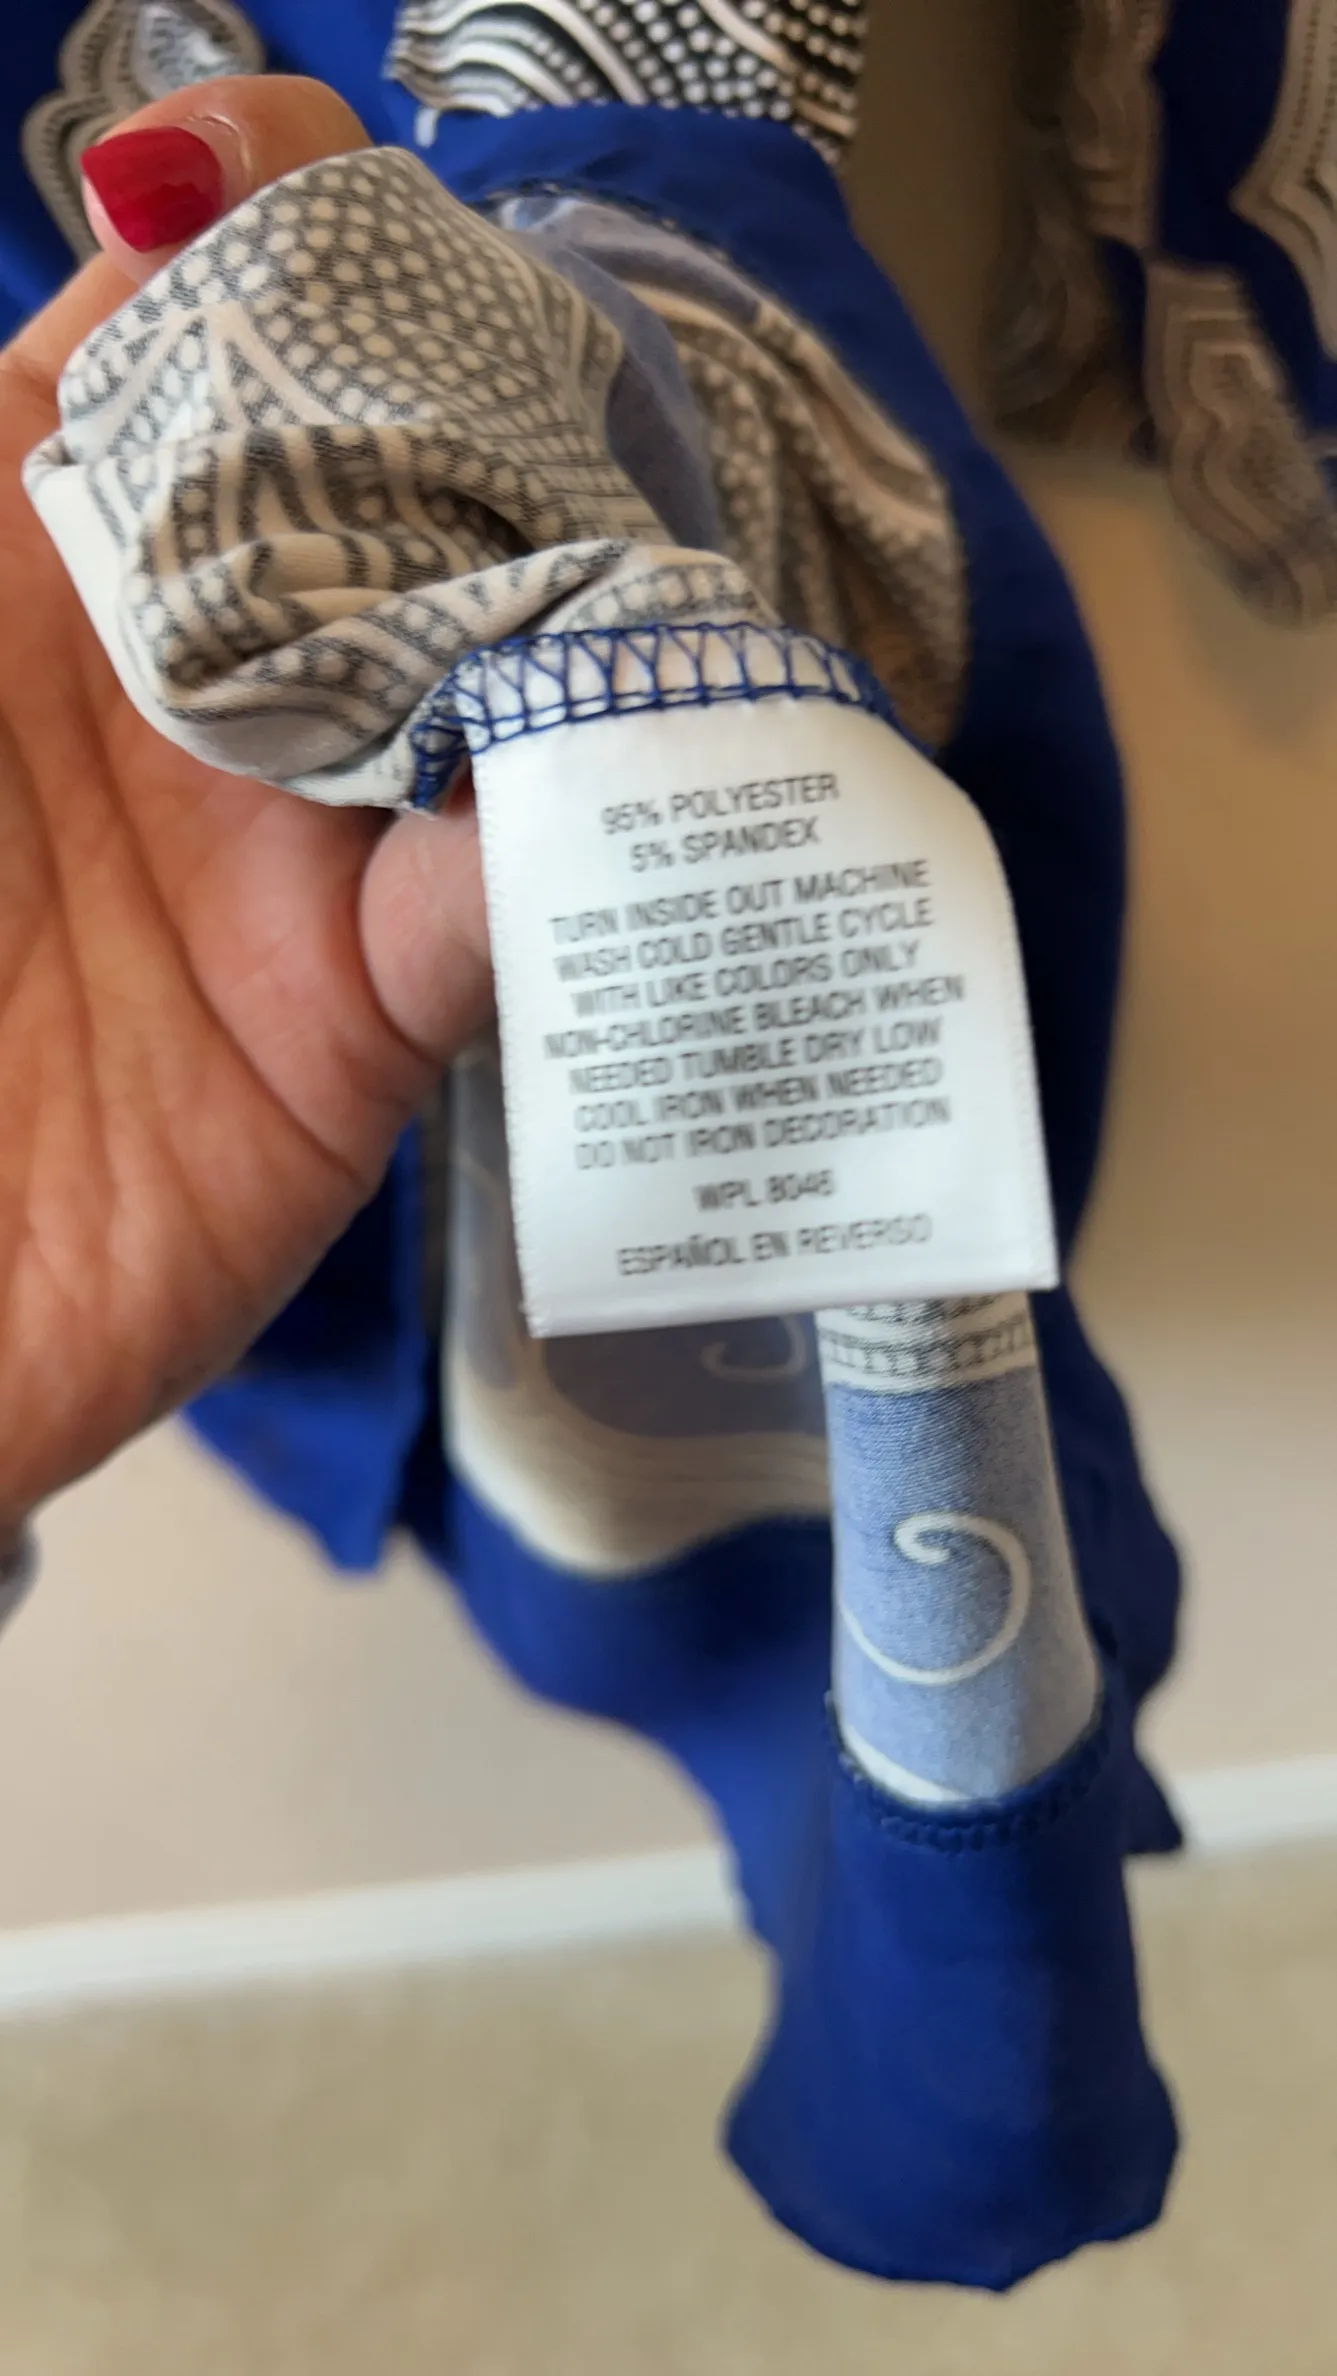 95% POLYESTER
5% SPANDEX
TURN INSIDE OUT MACHINE
WASH COLD GENTLE CYCLE
WITH LIKE COLORS ONLY
NON-CHLORINE BLEACH WHEN
NEEDED TUMBLE DRY LOW
COOL IRON WHEN NEEDED
DO NOT IRON DECORATION
WPL 8046
ESPAÑOL EN REVERSO